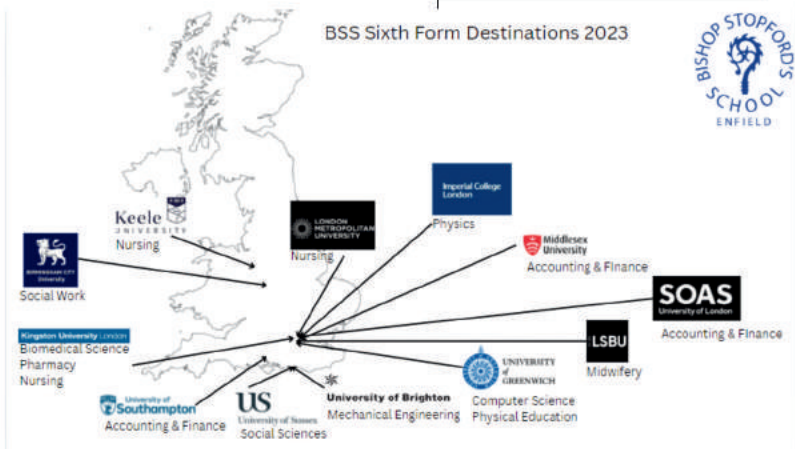 BSS Sixth Form Destinations 2023
BISHOP STOPFORD'S
SCHOOL
ENFIELD
Imperial College
London
Physics
Keele
UNIVERSITY
Nursing
LONDON
METROPOLITAN
UNIVERSITY
Nursing
Middlesex
University
Accounting & FInance
BIRMINGHAM CITY
University
Social Work
SOAS
University of London
Accounting & FInance
Kingston University London
Biomedical Science
Pharmacy
Nursing
LSBU
Midwifery
UNIVERSITY
of
GREENWICH
Computer Science
Physical Education
University of
Southampton
Accounting & Finance
US
University of Sussex
Social Sciences
University of Brighton
Mechanical Engineering